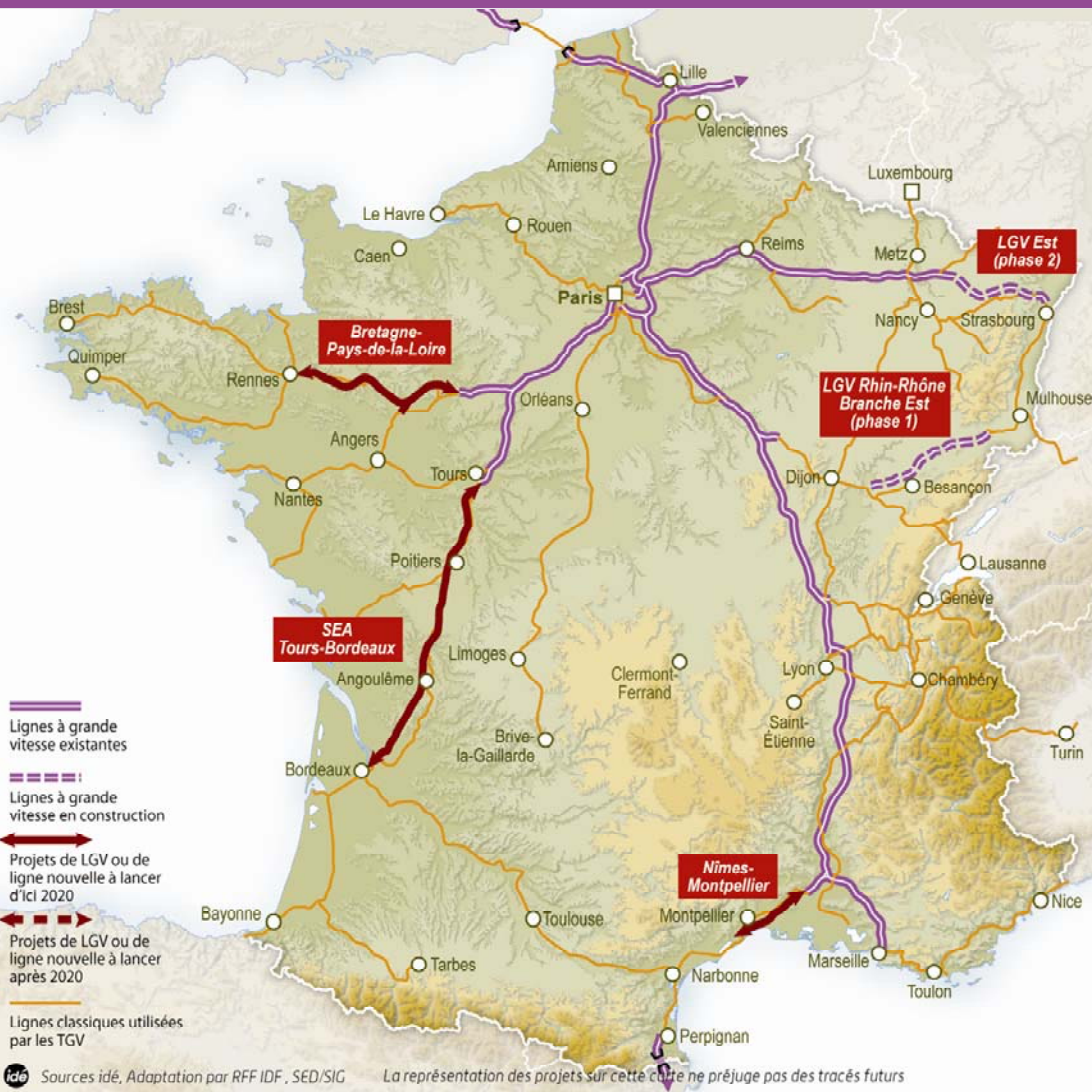 Lille
Valenciennes
Amiens
Luxembourg
Le Havre
Rouen
Caen
Reims
Metz
LGV Est
(phase 2)
Paris
Brest
Nancy
Strasbourg
Bretagne-
Pays-de-la-Loire
Quimper
Rennes
Orléans
LGV Rhin-Rhône
Branche Est
(phase 1)
Mulhouse
Angers
Tours
Dijon
Besançon
Nantes
Poitiers
Lausanne
Genève
SEA
Tours-Bordeaux
Limoges
Clermont-
Ferrand
Lyon
Angoulême
Chambéry
Saint-
Étienne
Brive-
la-Gaillarde
Turin
Bordeaux
Lignes à grande
vitesse existantes
Lignes à grande
vitesse en construction
Projets de LGV ou de
ligne nouvelle à lancer
d'ici 2020
Projets de LGV ou de
ligne nouvelle à lancer
après 2020
Lignes classiques utilisées
par les TGV
Nîmes-
Montpellier
Nice
Bayonne
Toulouse
Montpellier
Marseille
Tarbes
Narbonne
Toulon
Perpignan
idé Sources idé, Adaptation par RFF IDF , SED/SIG
La représentation des projets sur cette carte ne préjuge pas des tracés futurs